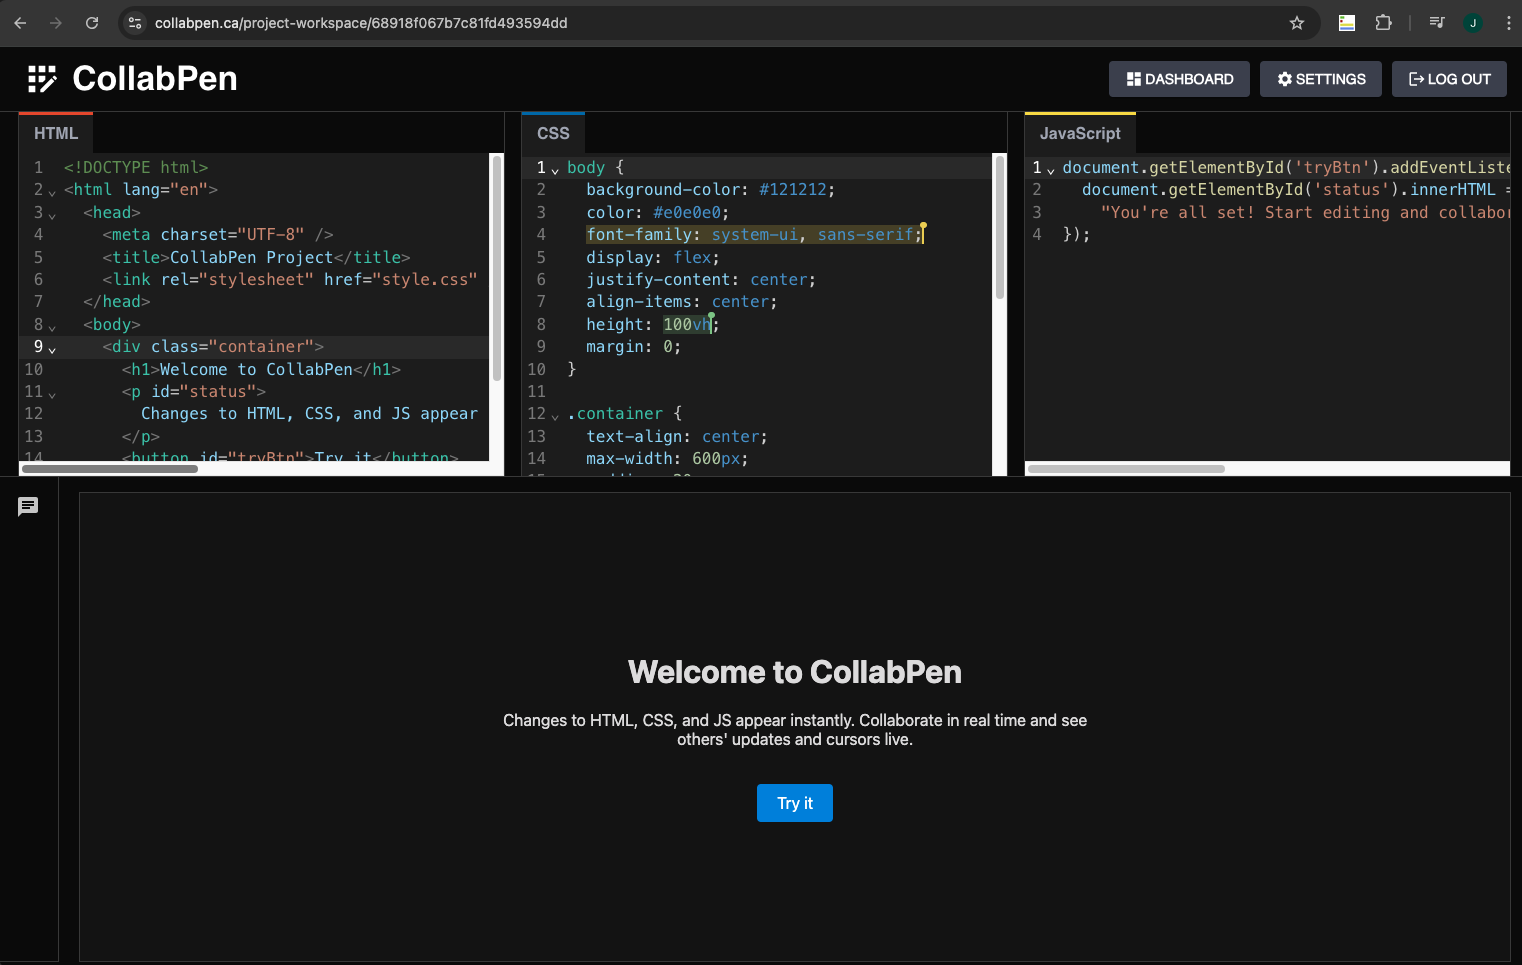 collabpen.ca/project-workspace/68918f067b7c81fd493594dd
J
CollabPen
DASHBOARD
SETTINGS
LOG OUT
HTML
1 <!DOCTYPE html>
2 <html lang="en">
3 <head>
4 <meta charset="UTF-8" />
5 <title>CollabPen Project</title>
6 <link rel="stylesheet" href="style.css"
7 </head>
8 <body>
9 <div class="container">
10 <h1>Welcome to CollabPen</h1>
11 <p id="status">
12 Changes to HTML, CSS, and JS appear
13 </p>
14 <button id="tryBtn">Try it</button>
CSS
1 body {
2 background-color: #121212;
3 color: #e0e0e0;
4 font-family: system-ui, sans-serif;
5 display: flex;
6 justify-content: center;
7 align-items: center;
8 height: 100vh;
9 margin: 0;
10 }
11
12 .container {
13 text-align: center;
14 max-width: 600px;
JavaScript
1 document.getElementById('tryBtn').addEventListe
2 document.getElementById('status').innerHTML =
3 "You're all set! Start editing and collabor
4 });
Welcome to CollabPen
Changes to HTML, CSS, and JS appear instantly. Collaborate in real time and see
others' updates and cursors live.
Try it